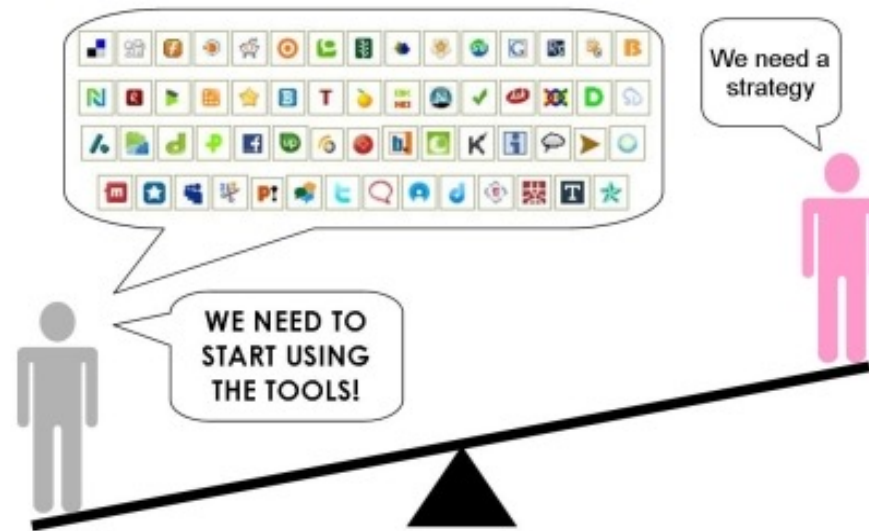 We need a
strategy
WE NEED TO
START USING
THE TOOLS!